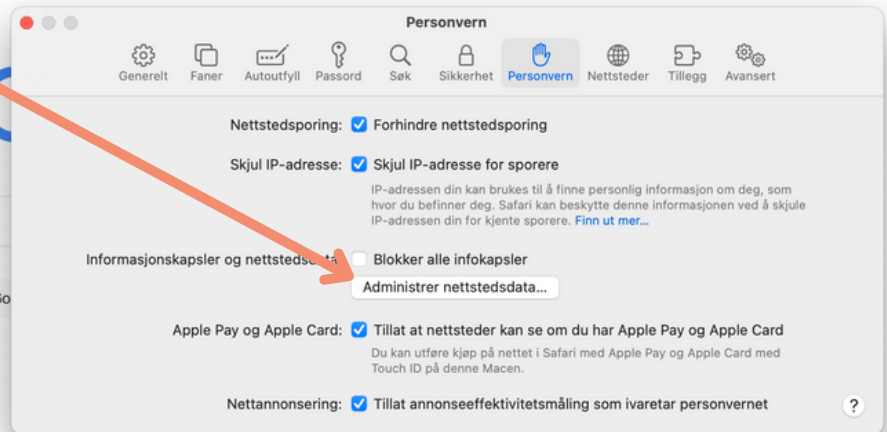 Personvern
Generelt Faner Autoutfyll Passord Søk Sikkerhet Personvern Nettsteder Tillegg Avansert
Nettstedsporing: Forhindre nettstedsporing
Skjul IP-adresse: Skjul IP-adresse for sporere
IP-adressen din kan brukes til å finne personlig informasjon om deg, som
hvor du befinner deg. Safari kan beskytte denne informasjonen ved å skjule
IP-adressen din for kjente sporere. Finn ut mer...
Informasjonskapsler og Blokker alle infokapsler
Administrer nettstedsdata...
Apple Pay og Apple Card: Tillat at nettsteder kan se om du har Apple Pay og Apple Card
Du kan utføre kjøp på nettet i Safari med Apple Pay og Apple Card med
Touch ID på denne Macen.
Nettannonsering: Tillat annonseeffektivitetsmåling som ivaretar personvernet ?